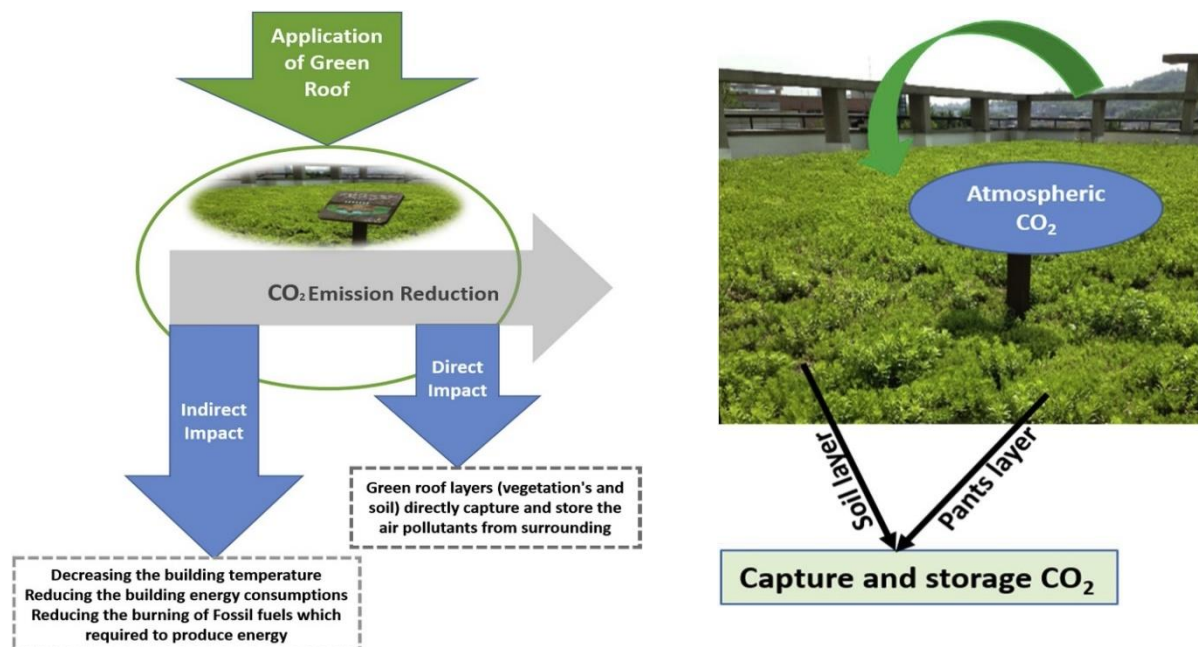 Application
of Green
Roof
CO₂ Emission Reduction
Indirect
Impact
Direct
Impact
Green roof layers (vegetation's and
soil) directly capture and store the
air pollutants from surrounding
Decreasing the building temperature
Reducing the building energy consumptions
Reducing the burning of Fossil fuels which
required to produce energy
Atmospheric
CO₂
Soil layer
Pants layer
Capture and storage CO₂